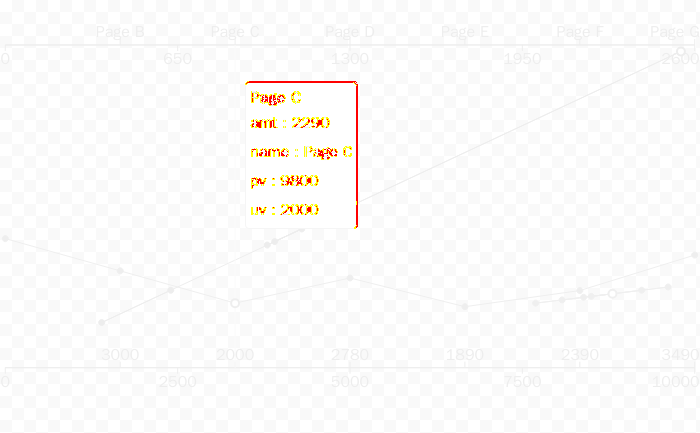 Page B Page C Page D Page E Page F Page G
0 650 1300 1950 2600
Page C
amt : 2290
name : Page C
pv : 9800
uv : 2000
3000 2000 2780 1890 2390 3490
0 2500 5000 7500 10000